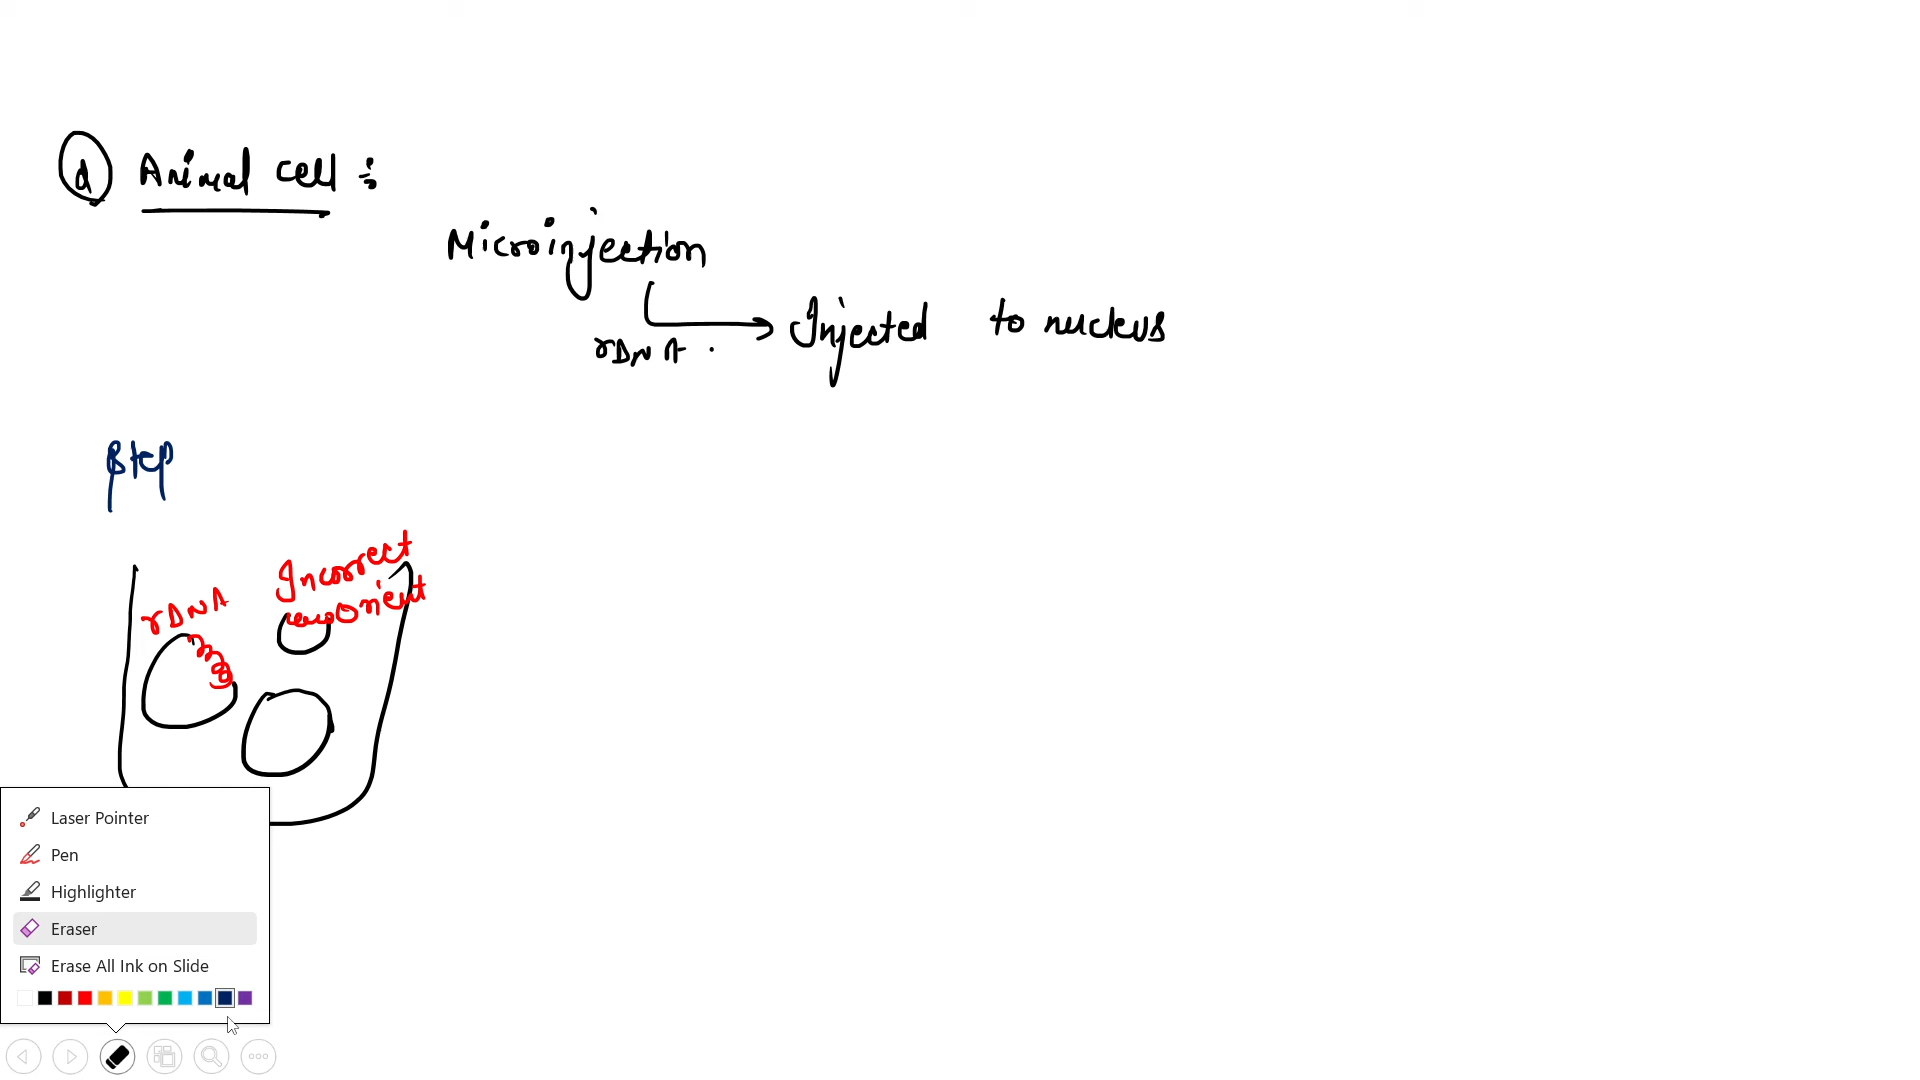 d Animal cell :
Microinjection
Injected to nucleus
rDNA
Step
Incorrect
rDNA
Laser Pointer
Pen
Highlighter
Eraser
Erase All Ink on Slide